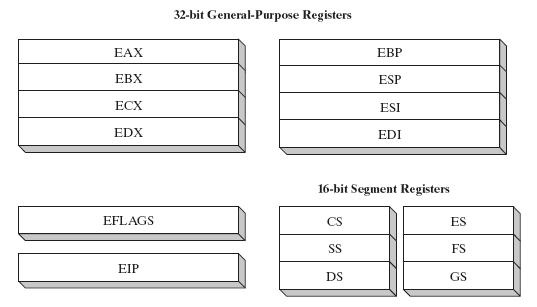 32-bit General-Purpose Registers
EAX
EBX
ECX
EDX
EBP
ESP
ESI
EDI
EFLAGS
EIP
16-bit Segment Registers
CS
SS
DS
ES
FS
GS